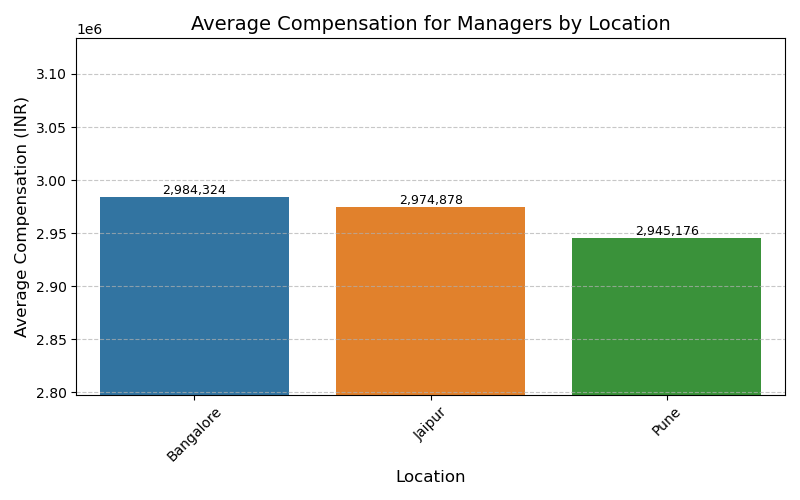 Average Compensation for Managers by Location
1e6
Average Compensation (INR)
3.10
3.05
3.00
2.95
2.90
2.85
2.80
2,984,324
2,974,878
2,945,176
Bangalore
Jaipur
Pune
Location